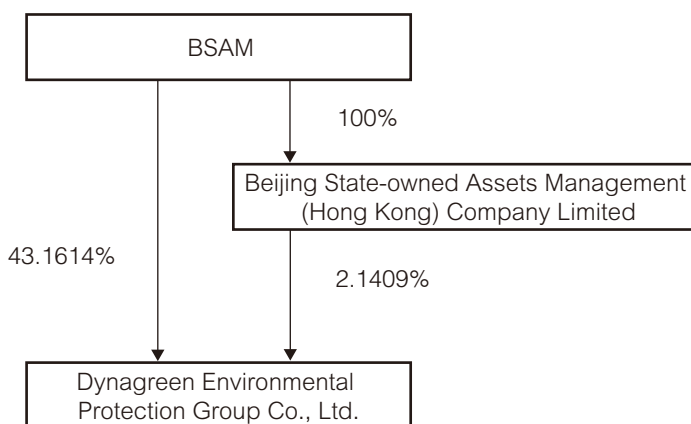 BSAM
100%
Beijing State-owned Assets Management
(Hong Kong) Company Limited
43.1614%
2.1409%
Dynagreen Environmental
Protection Group Co., Ltd.